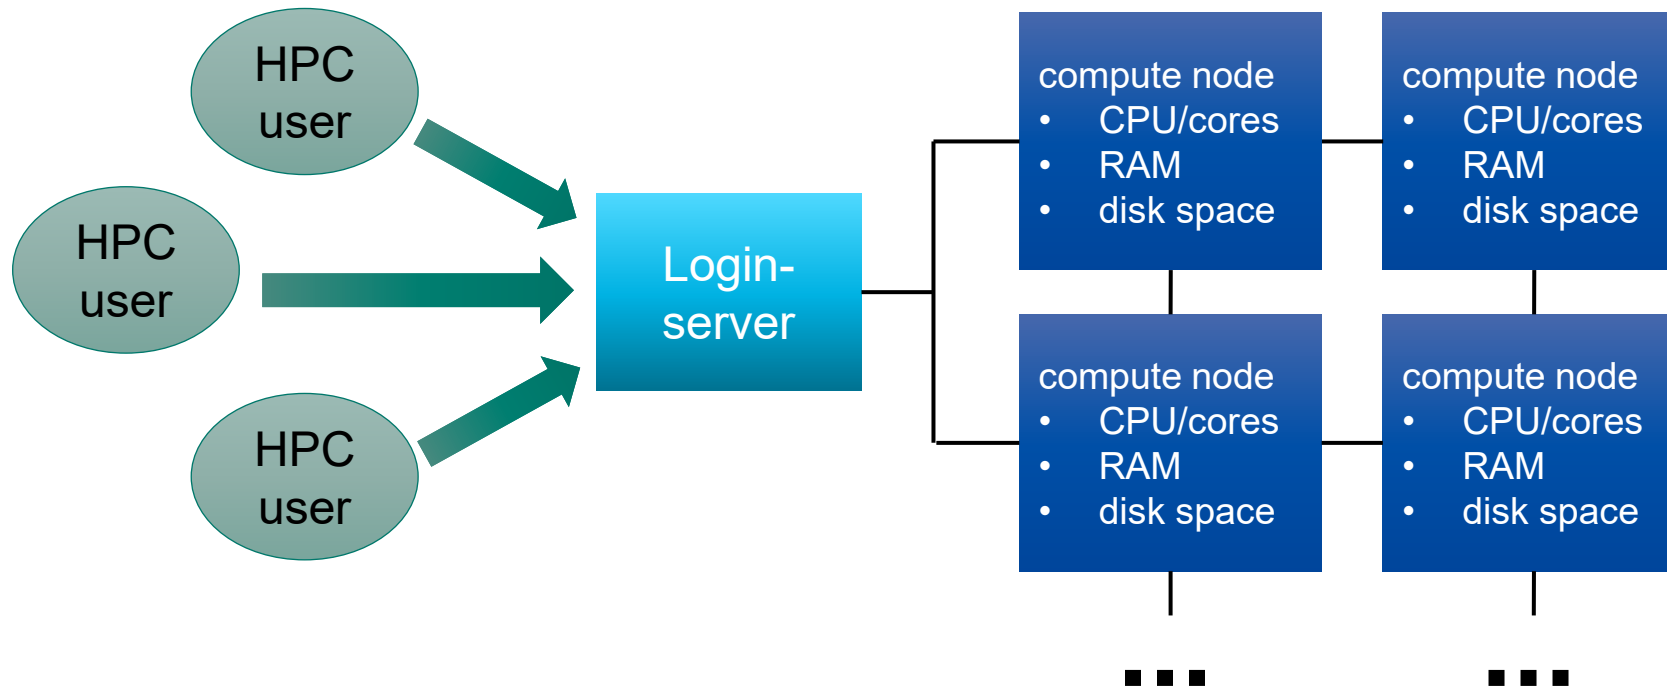 HPC
user
HPC
user
HPC
user
Login-
server
compute node
• CPU/cores
• RAM
• disk space
compute node
• CPU/cores
• RAM
• disk space
compute node
• CPU/cores
• RAM
• disk space
compute node
• CPU/cores
• RAM
• disk space
...
...